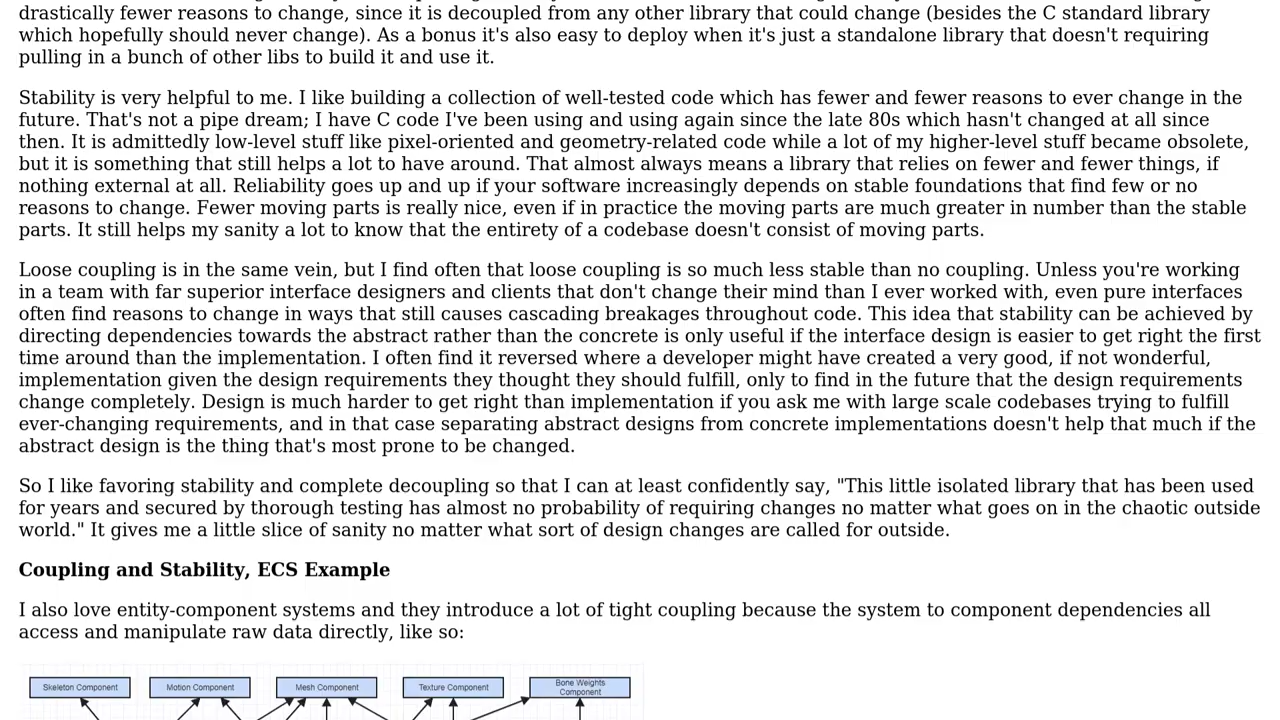 drastically fewer reasons to change, since it is decoupled from any other library that could change (besides the C standard library
which hopefully should never change). As a bonus it's also easy to deploy when it's just a standalone library that doesn't requiring
pulling in a bunch of other libs to build it and use it.
Stability is very helpful to me. I like building a collection of well-tested code which has fewer and fewer reasons to ever change in the
future. That's not a pipe dream; I have C code I've been using and using again since the late 80s which hasn't changed at all since
then. It is admittedly low-level stuff like pixel-oriented and geometry-related code while a lot of my higher-level stuff became obsolete,
but it is something that still helps a lot to have around. That almost always means a library that relies on fewer and fewer things, if
nothing external at all. Reliability goes up and up if your software increasingly depends on stable foundations that find few or no
reasons to change. Fewer moving parts is really nice, even if in practice the moving parts are much greater in number than the stable
parts. It still helps my sanity a lot to know that the entirety of a codebase doesn't consist of moving parts.
Loose coupling is in the same vein, but I find often that loose coupling is so much less stable than no coupling. Unless you're working
in a team with far superior interface designers and clients that don't change their mind than I ever worked with, even pure interfaces
often find reasons to change in ways that still causes cascading breakages throughout code. This idea that stability can be achieved by
directing dependencies towards the abstract rather than the concrete is only useful if the interface design is easier to get right the first
time around than the implementation. I often find it reversed where a developer might have created a very good, if not wonderful,
implementation given the design requirements they thought they should fulfill, only to find in the future that the design requirements
change completely. Design is much harder to get right than implementation if you ask me with large scale codebases trying to fulfill
ever-changing requirements, and in that case separating abstract designs from concrete implementations doesn't help that much if the
abstract design is the thing that's most prone to be changed.
So I like favoring stability and complete decoupling so that I can at least confidently say, "This little isolated library that has been used
for years and secured by thorough testing has almost no probability of requiring changes no matter what goes on in the chaotic outside
world." It gives me a little slice of sanity no matter what sort of design changes are called for outside.
Coupling and Stability, ECS Example
I also love entity-component systems and they introduce a lot of tight coupling because the system to component dependencies all
access and manipulate raw data directly, like so:
Skeleton Component
Motion Component
Mesh Component
Texture Component
Bone Weights
Component